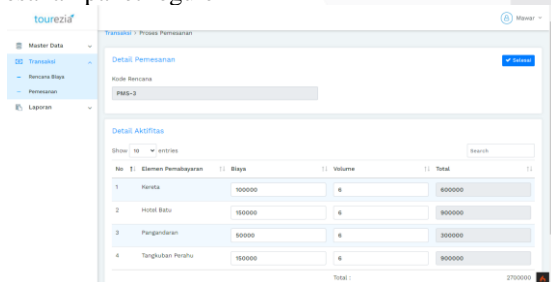 tourezia
Mawar
Transaksi › Proses Pemesanan
Master Data
Transaksi
Rencana Biaya
Pemesanan
Laporan
Detail Pemesanan
Selesai
Kode Rencana
PMS-3
Detail Aktifitas
Show 10 entries
Search
No Elemen Pemabayaran Biaya Volume Total
1 Kereta 100000 6 600000
2 Hotel Batu 150000 6 900000
3 Pangandaran 50000 6 300000
4 Tangkuban Perahu 150000 6 900000
Total : 2700000